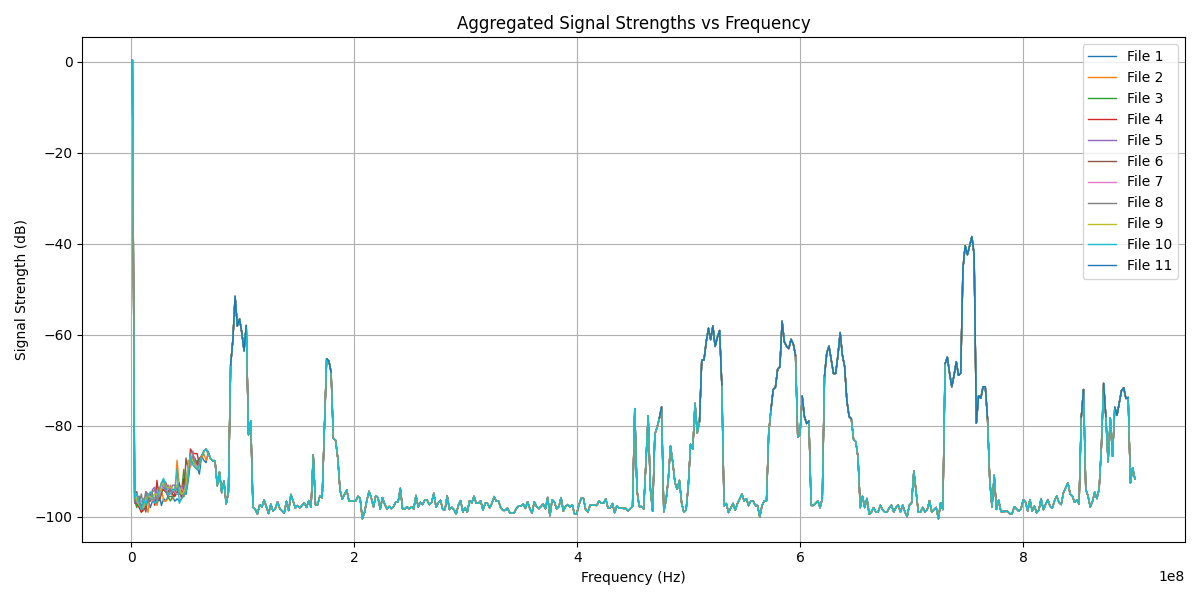 Aggregated Signal Strengths vs Frequency
Signal Strength (dB)
0
−20
−40
−60
−80
−100
0
2
4
6
8
1e8
Frequency (Hz)
File 1
File 2
File 3
File 4
File 5
File 6
File 7
File 8
File 9
File 10
File 11